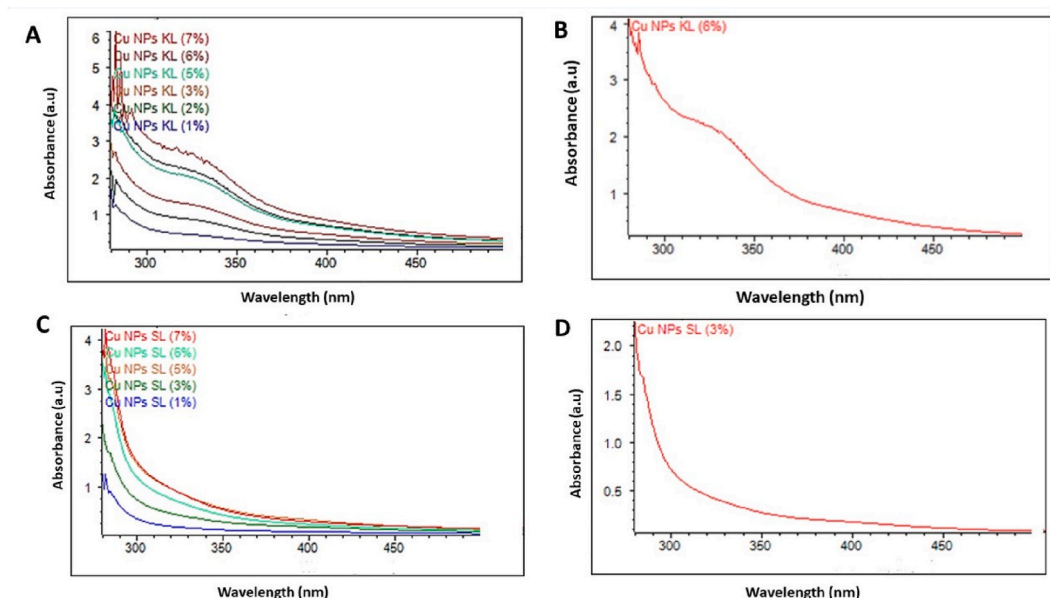 A
Absorbance (a.u)
6
5
4
3
2
1
Cu NPs KL (7%)
Cu NPs KL (6%)
Cu NPs KL (5%)
Cu NPs KL (3%)
Cu NPs KL (2%)
Cu NPs KL (1%)
300 350 400 450
Wavelength (nm)
B
Absorbance (a.u)
4
3
2
1
Cu NPs KL (6%)
300 350 400 450
Wavelength (nm)
C
Absorbance (a.u)
4
3
2
1
Cu NPs SL (7%)
Cu NPs SL (6%)
Cu NPs SL (5%)
Cu NPs SL (3%)
Cu NPs SL (1%)
300 350 400 450
Wavelength (nm)
D
Absorbance (a.u)
2.0
1.5
1.0
0.5
Cu NPs SL (3%)
300 350 400 450
Wavelength (nm)